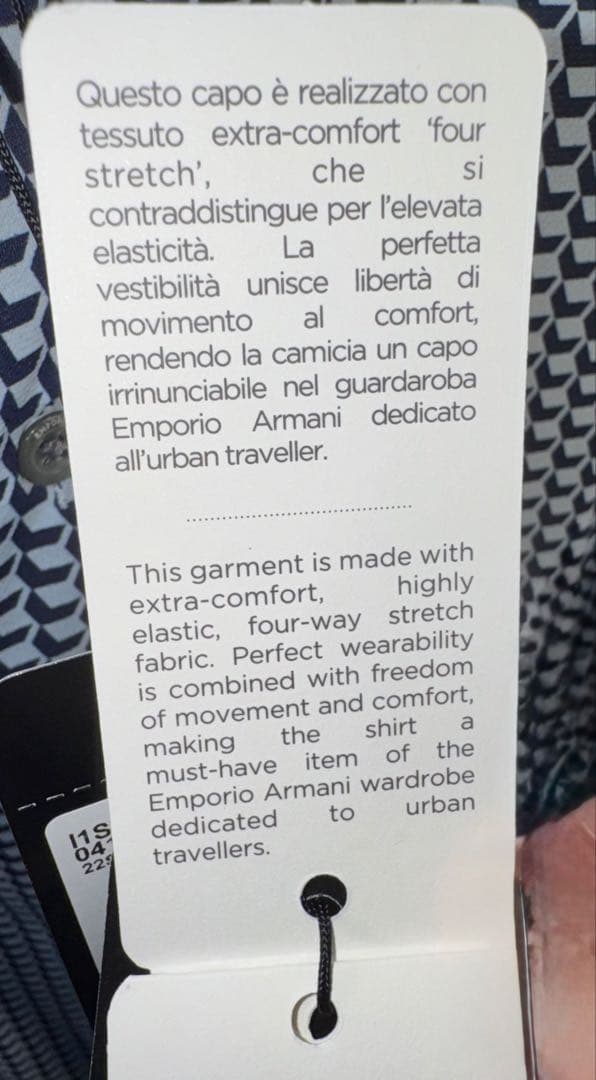 Questo capo è realizzato con
tessuto extra-comfort ‘four
stretch’, che si
contraddistingue per l’elevata
elasticità. La perfetta
vestibilità unisce libertà di
movimento al comfort,
rendendo la camicia un capo
irrinunciabile nel guardaroba
Emporio Armani dedicato
all’urban traveller.
This garment is made with
extra-comfort, highly
elastic, four-way stretch
fabric. Perfect wearability
is combined with freedom
of movement and comfort,
making the shirt a
must-have item of the
Emporio Armani wardrobe
dedicated to urban
travellers.